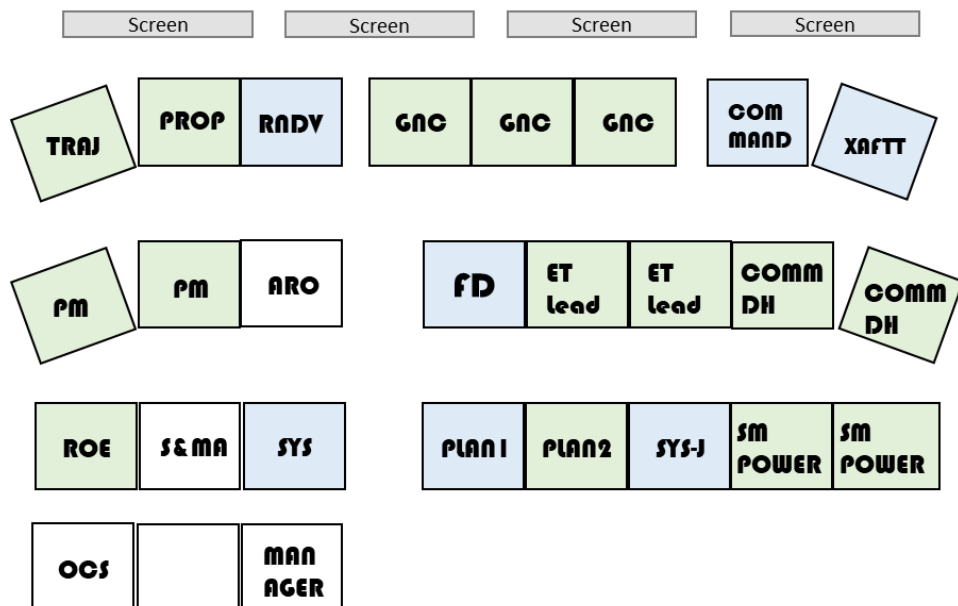 Screen Screen Screen Screen
TRAJ PROP RNDV GNC GNC GNC COM
MAND XAFTT
PM PM ARO FD ET
Lead ET
Lead COMM
DH COMM
DH
ROE S&MA SYS PLAN1 PLAN2 SYS-J SM
POWER SM
POWER
OCS MAN
AGER